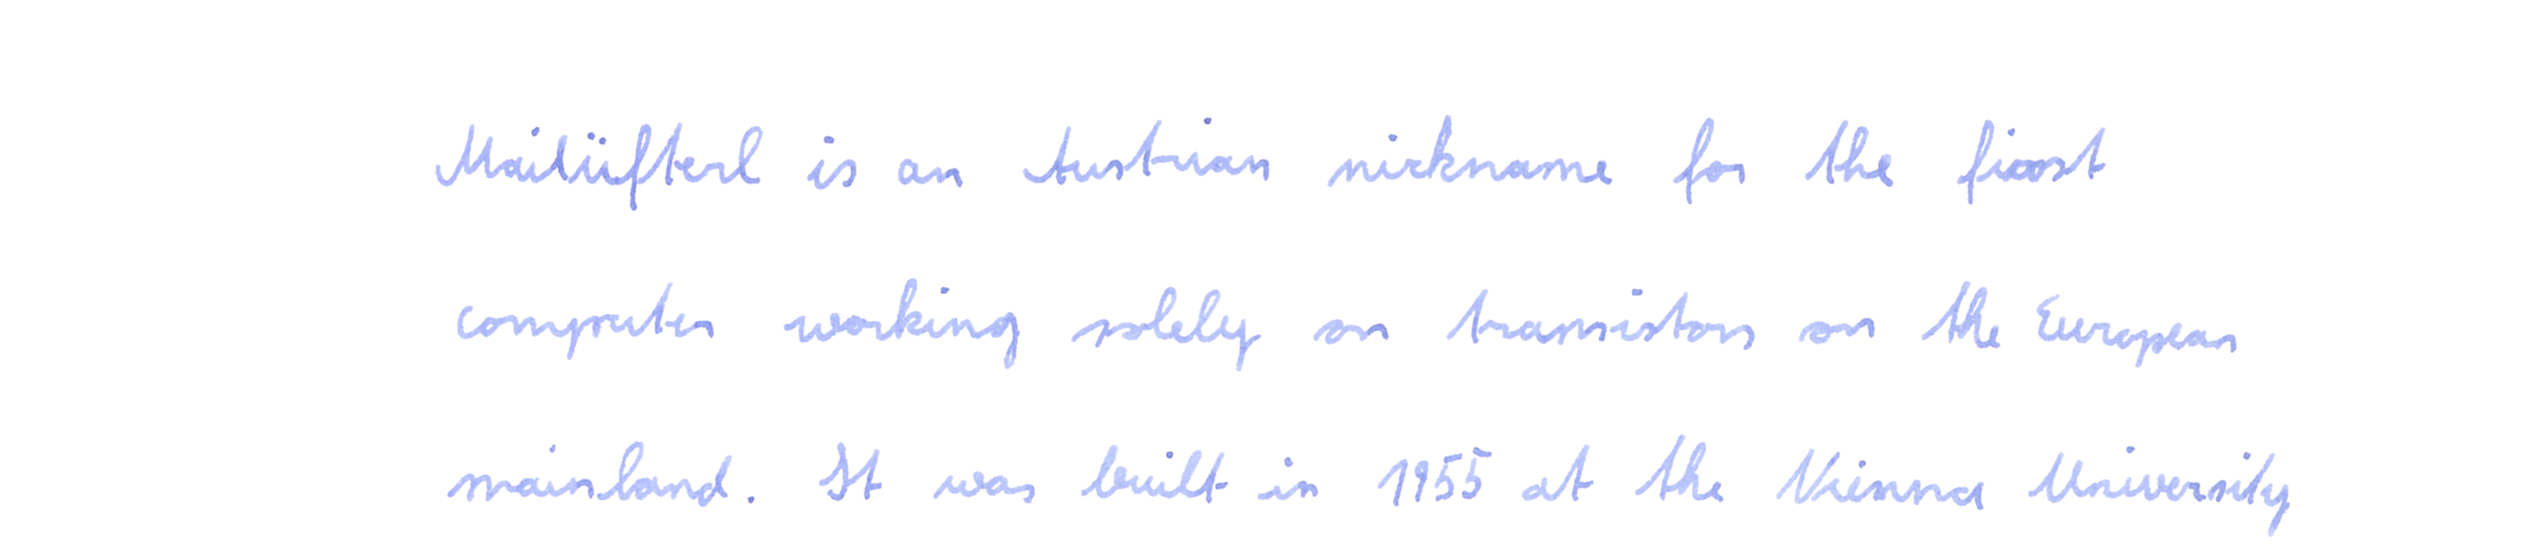 Mailüfterl is an Austrian nickname for the first
computer working solely on transistors on the European
mainland. It was built in 1955 at the Vienna University